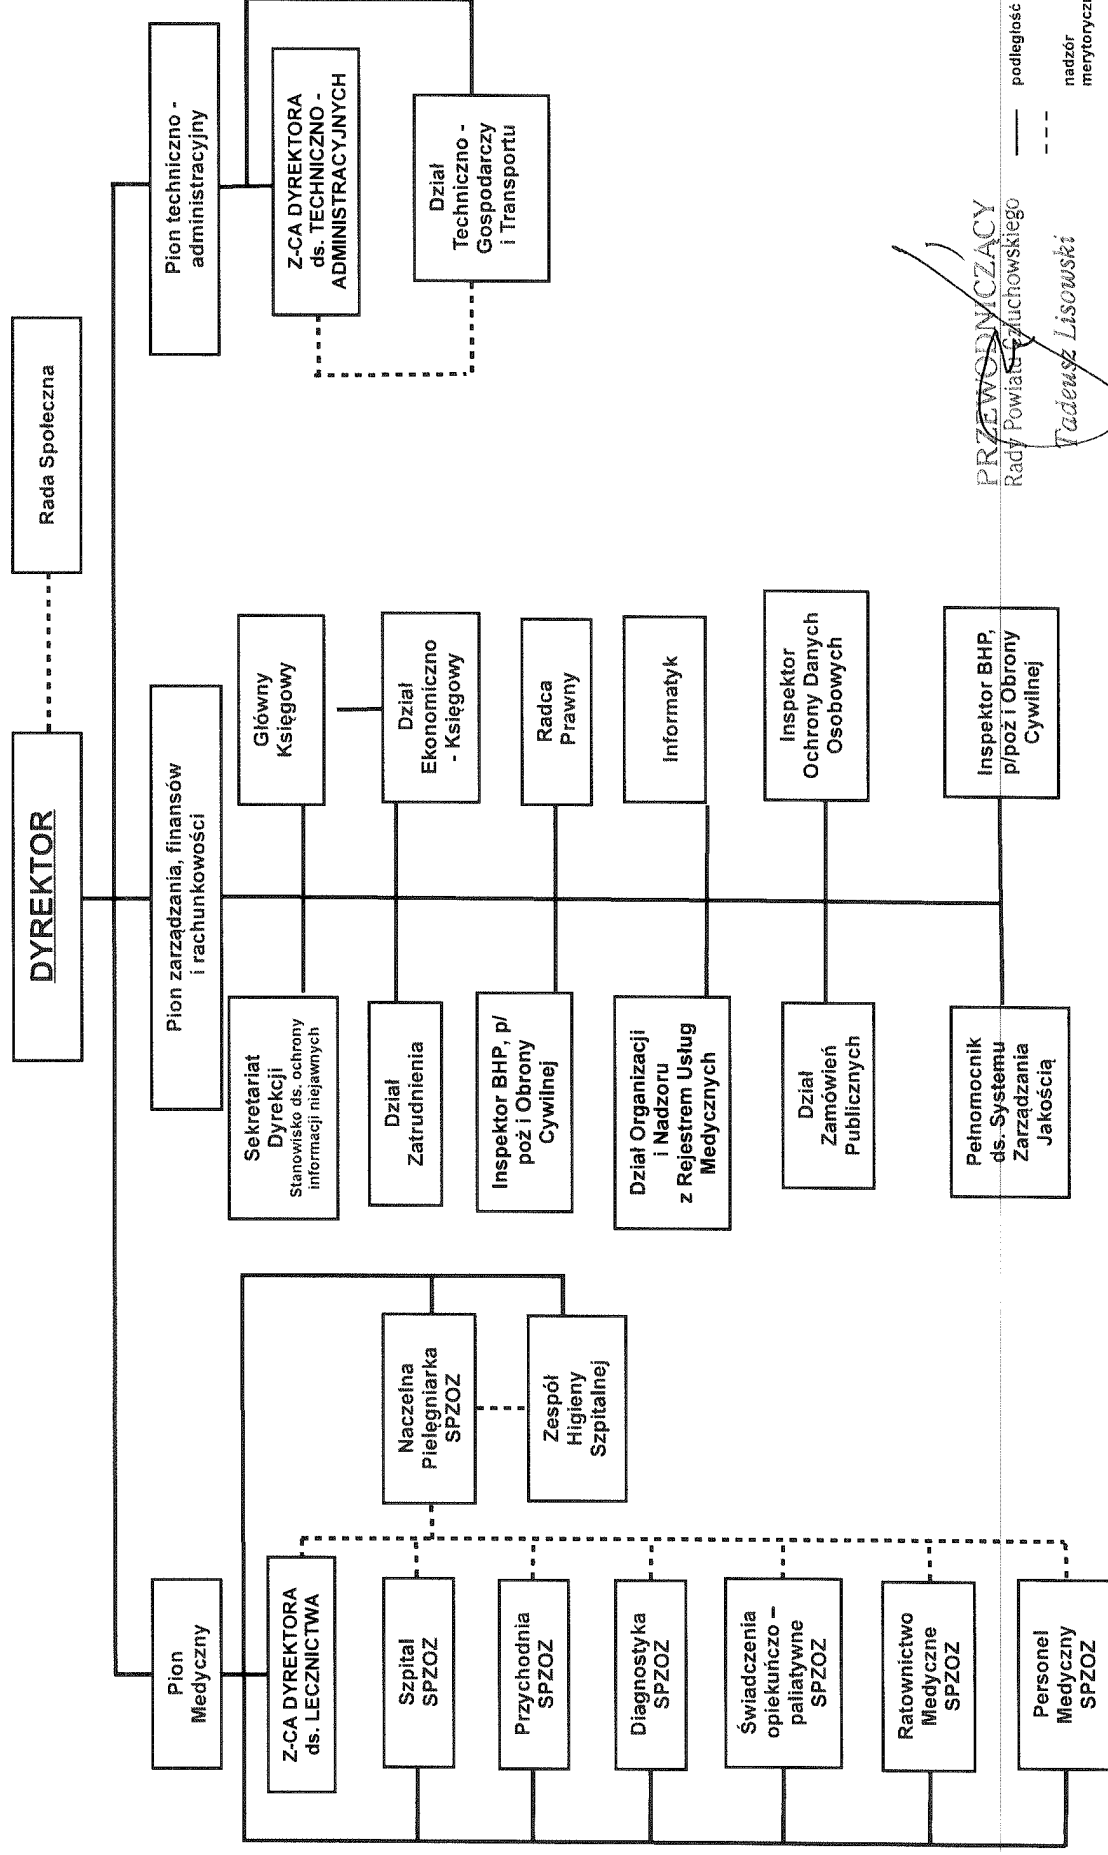 DYREKTOR
Rada Społeczna
Pion
Medyczny
Pion zarządzania, finansów
i rachunkowości
Pion techniczno -
administracyjny
Z-CA DYREKTORA
ds. LECZNICTWA
Szpital
SPZOZ
Przychodnia
SPZOZ
Diagnostyka
SPZOZ
Świadczenia
opiekuńczo –
paliatywne
SPZOZ
Ratownictwo
Medyczne
SPZOZ
Personel
Medyczny
SPZOZ
Naczelna
Pielęgniarka
SPZOZ
Zespół
Higieny
Szpitalnej
Sekretariat
Dyrekcji
Stanowisko ds. ochrony
informacji niejawnych
Dział
Zatrudnienia
Inspektor BHP, p/
poż i Obrony
Cywilnej
Dział Organizacji
i Nadzoru
z Rejestrem Usług
Medycznych
Dział
Zamówień
Publicznych
Pełnomocnik
ds. Systemu
Zarządzania
Jakością
Główny
Księgowy
Dział
Ekonomiczno
- Księgowy
Radca
Prawny
Informatyk
Inspektor
Ochrony Danych
Osobowych
Inspektor BHP,
p/poż i Obrony
Cywilnej
Z-CA DYREKTORA
ds. TECHNICZNO -
ADMINISTRACYJNYCH
Dział
Techniczno -
Gospodarczy
i Transportu
PRZEWODNICZĄCY
Rady Powiatu Człuchowskiego
Tadeusz Lisowski
podległość
nadzór
merytoryczn